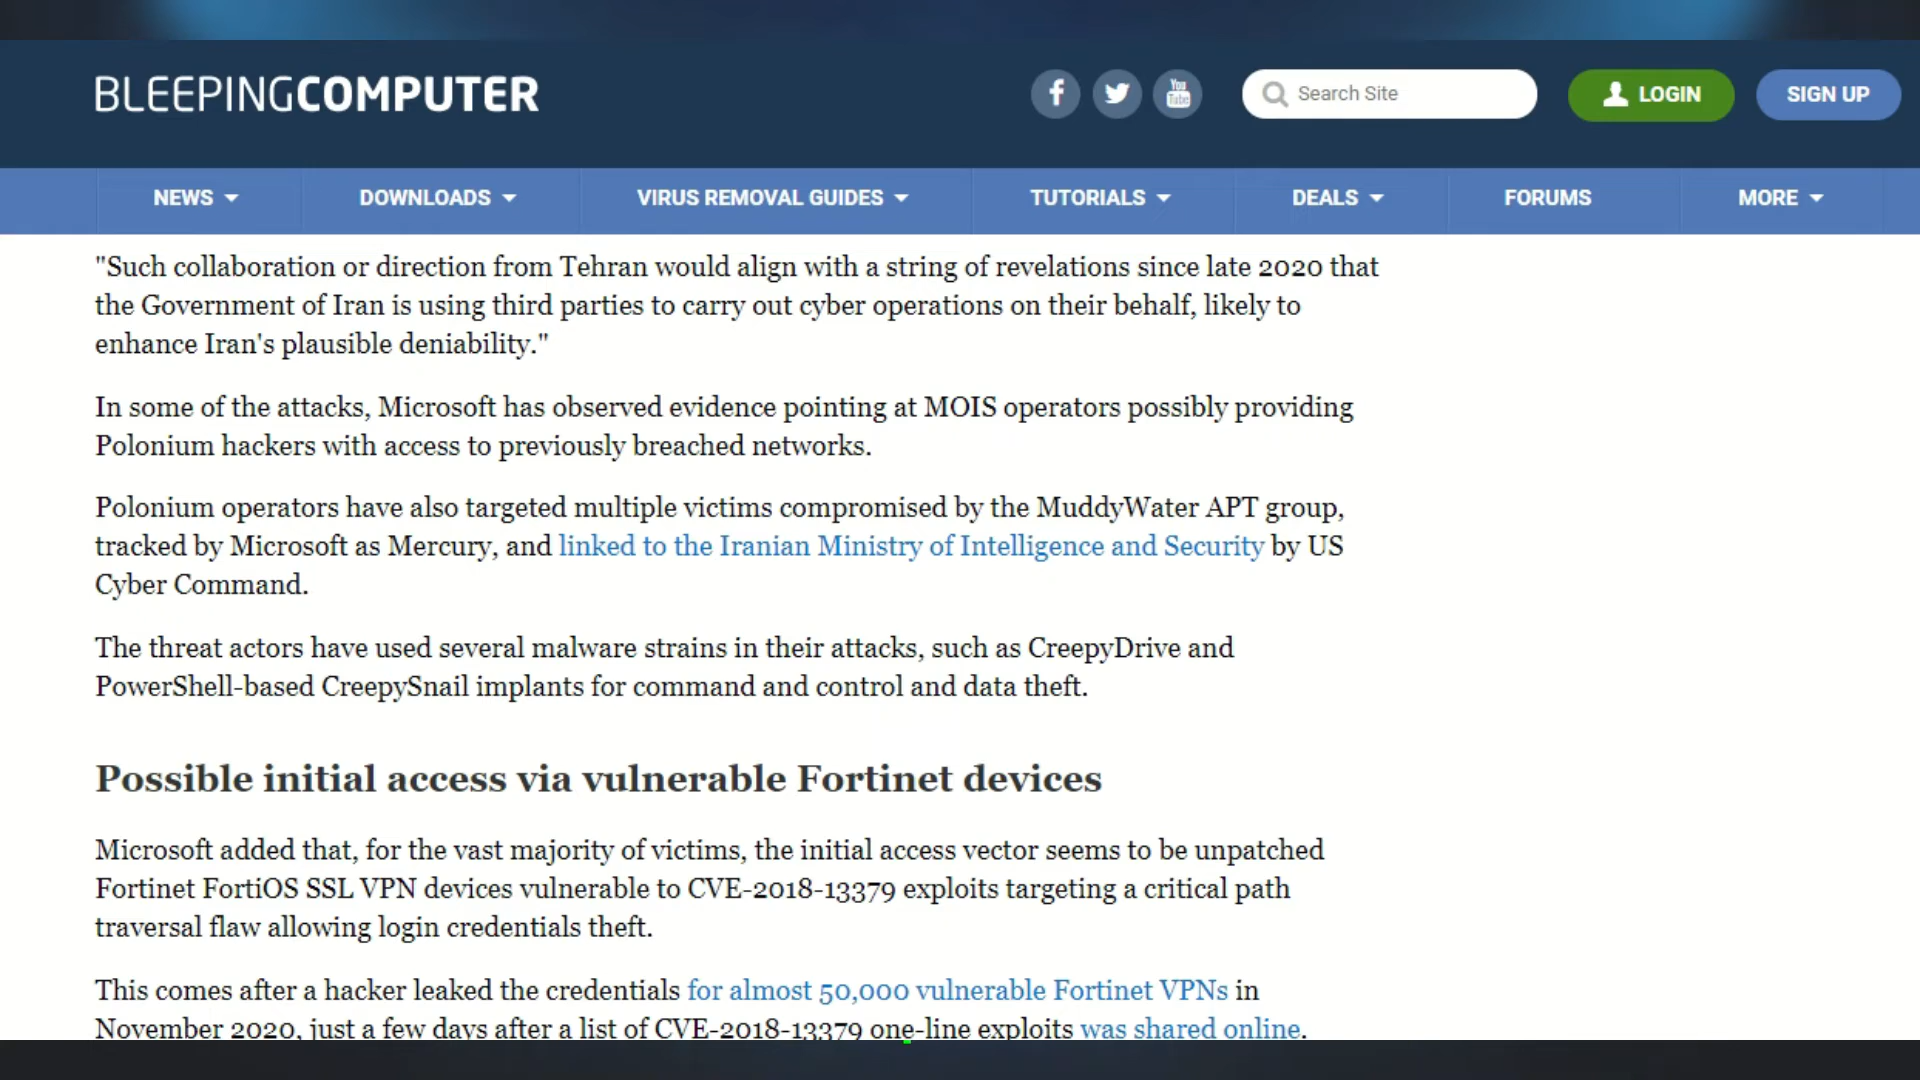 BLEEPINGCOMPUTER
f
You
Tube
Search Site
LOGIN
SIGN UP
NEWS
DOWNLOADS
VIRUS REMOVAL GUIDES
TUTORIALS
DEALS
FORUMS
MORE
"Such collaboration or direction from Tehran would align with a string of revelations since late 2020 that
the Government of Iran is using third parties to carry out cyber operations on their behalf, likely to
enhance Iran's plausible deniability."
In some of the attacks, Microsoft has observed evidence pointing at MOIS operators possibly providing
Polonium hackers with access to previously breached networks.
Polonium operators have also targeted multiple victims compromised by the MuddyWater APT group,
tracked by Microsoft as Mercury, and linked to the Iranian Ministry of Intelligence and Security by US
Cyber Command.
The threat actors have used several malware strains in their attacks, such as CreepyDrive and
PowerShell-based CreepySnail implants for command and control and data theft.
Possible initial access via vulnerable Fortinet devices
Microsoft added that, for the vast majority of victims, the initial access vector seems to be unpatched
Fortinet FortiOS SSL VPN devices vulnerable to CVE-2018-13379 exploits targeting a critical path
traversal flaw allowing login credentials theft.
This comes after a hacker leaked the credentials for almost 50,000 vulnerable Fortinet VPNs in
November 2020, just a few days after a list of CVE-2018-13379 one-line exploits was shared online.